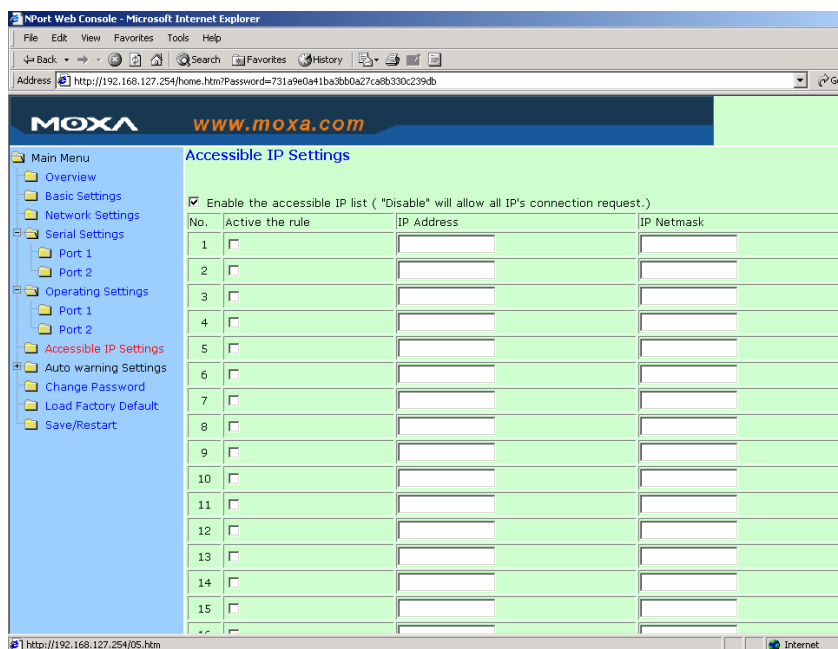 NPort Web Console - Microsoft Internet Explorer
File Edit View Favorites Tools Help
Back Search Favorites History
Address http://192.168.127.254/home.htm?Password=731a9e0a41ba3bb0a27ca8b330c239db
MOXA www.moxa.com
Main Menu
Overview
Basic Settings
Network Settings
Serial Settings
Port 1
Port 2
Operating Settings
Port 1
Port 2
Accessible IP Settings
Auto warning Settings
Change Password
Load Factory Default
Save/Restart
Accessible IP Settings
Enable the accessible IP list ( "Disable" will allow all IP's connection request.)
No. Active the rule IP Address IP Netmask
1
2
3
4
5
6
7
8
9
10
11
12
13
14
15
http://192.168.127.254/05.htm Internet